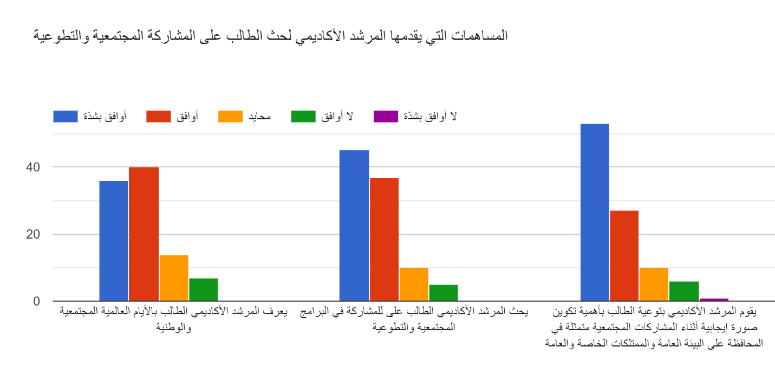 المساهمات التي يقدمها المرشد الأكاديمي لحث الطالب على المشاركة المجتمعية والتطوعية
أوافق بشدّة
أوافق
محايد
لا أوافق
لا أوافق بشدّة
40
20
0
يعرف المرشد الأكاديمي الطالب بالأيام العالمية المجتمعية
والوطنية
يحث المرشد الأكاديمي الطالب على للمشاركة في البرامج
المجتمعية والتطوعية
يقوم المرشد الأكاديمي بتوعية الطالب بأهمية تكوين
صورة إيجابية أثناء المشاركات المجتمعية متمثلة في
المحافظة على البيئة العامة والممتلكات الخاصة والعامة